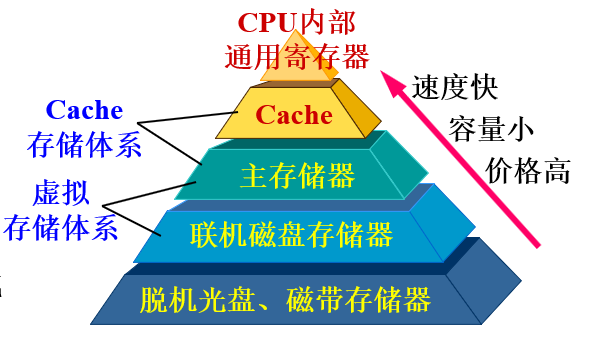 CPU内部
通用寄存器
速度快
容量小
价格高
Cache
存储体系
Cache
主存储器
虚拟
存储体系
联机磁盘存储器
脱机光盘、磁带存储器